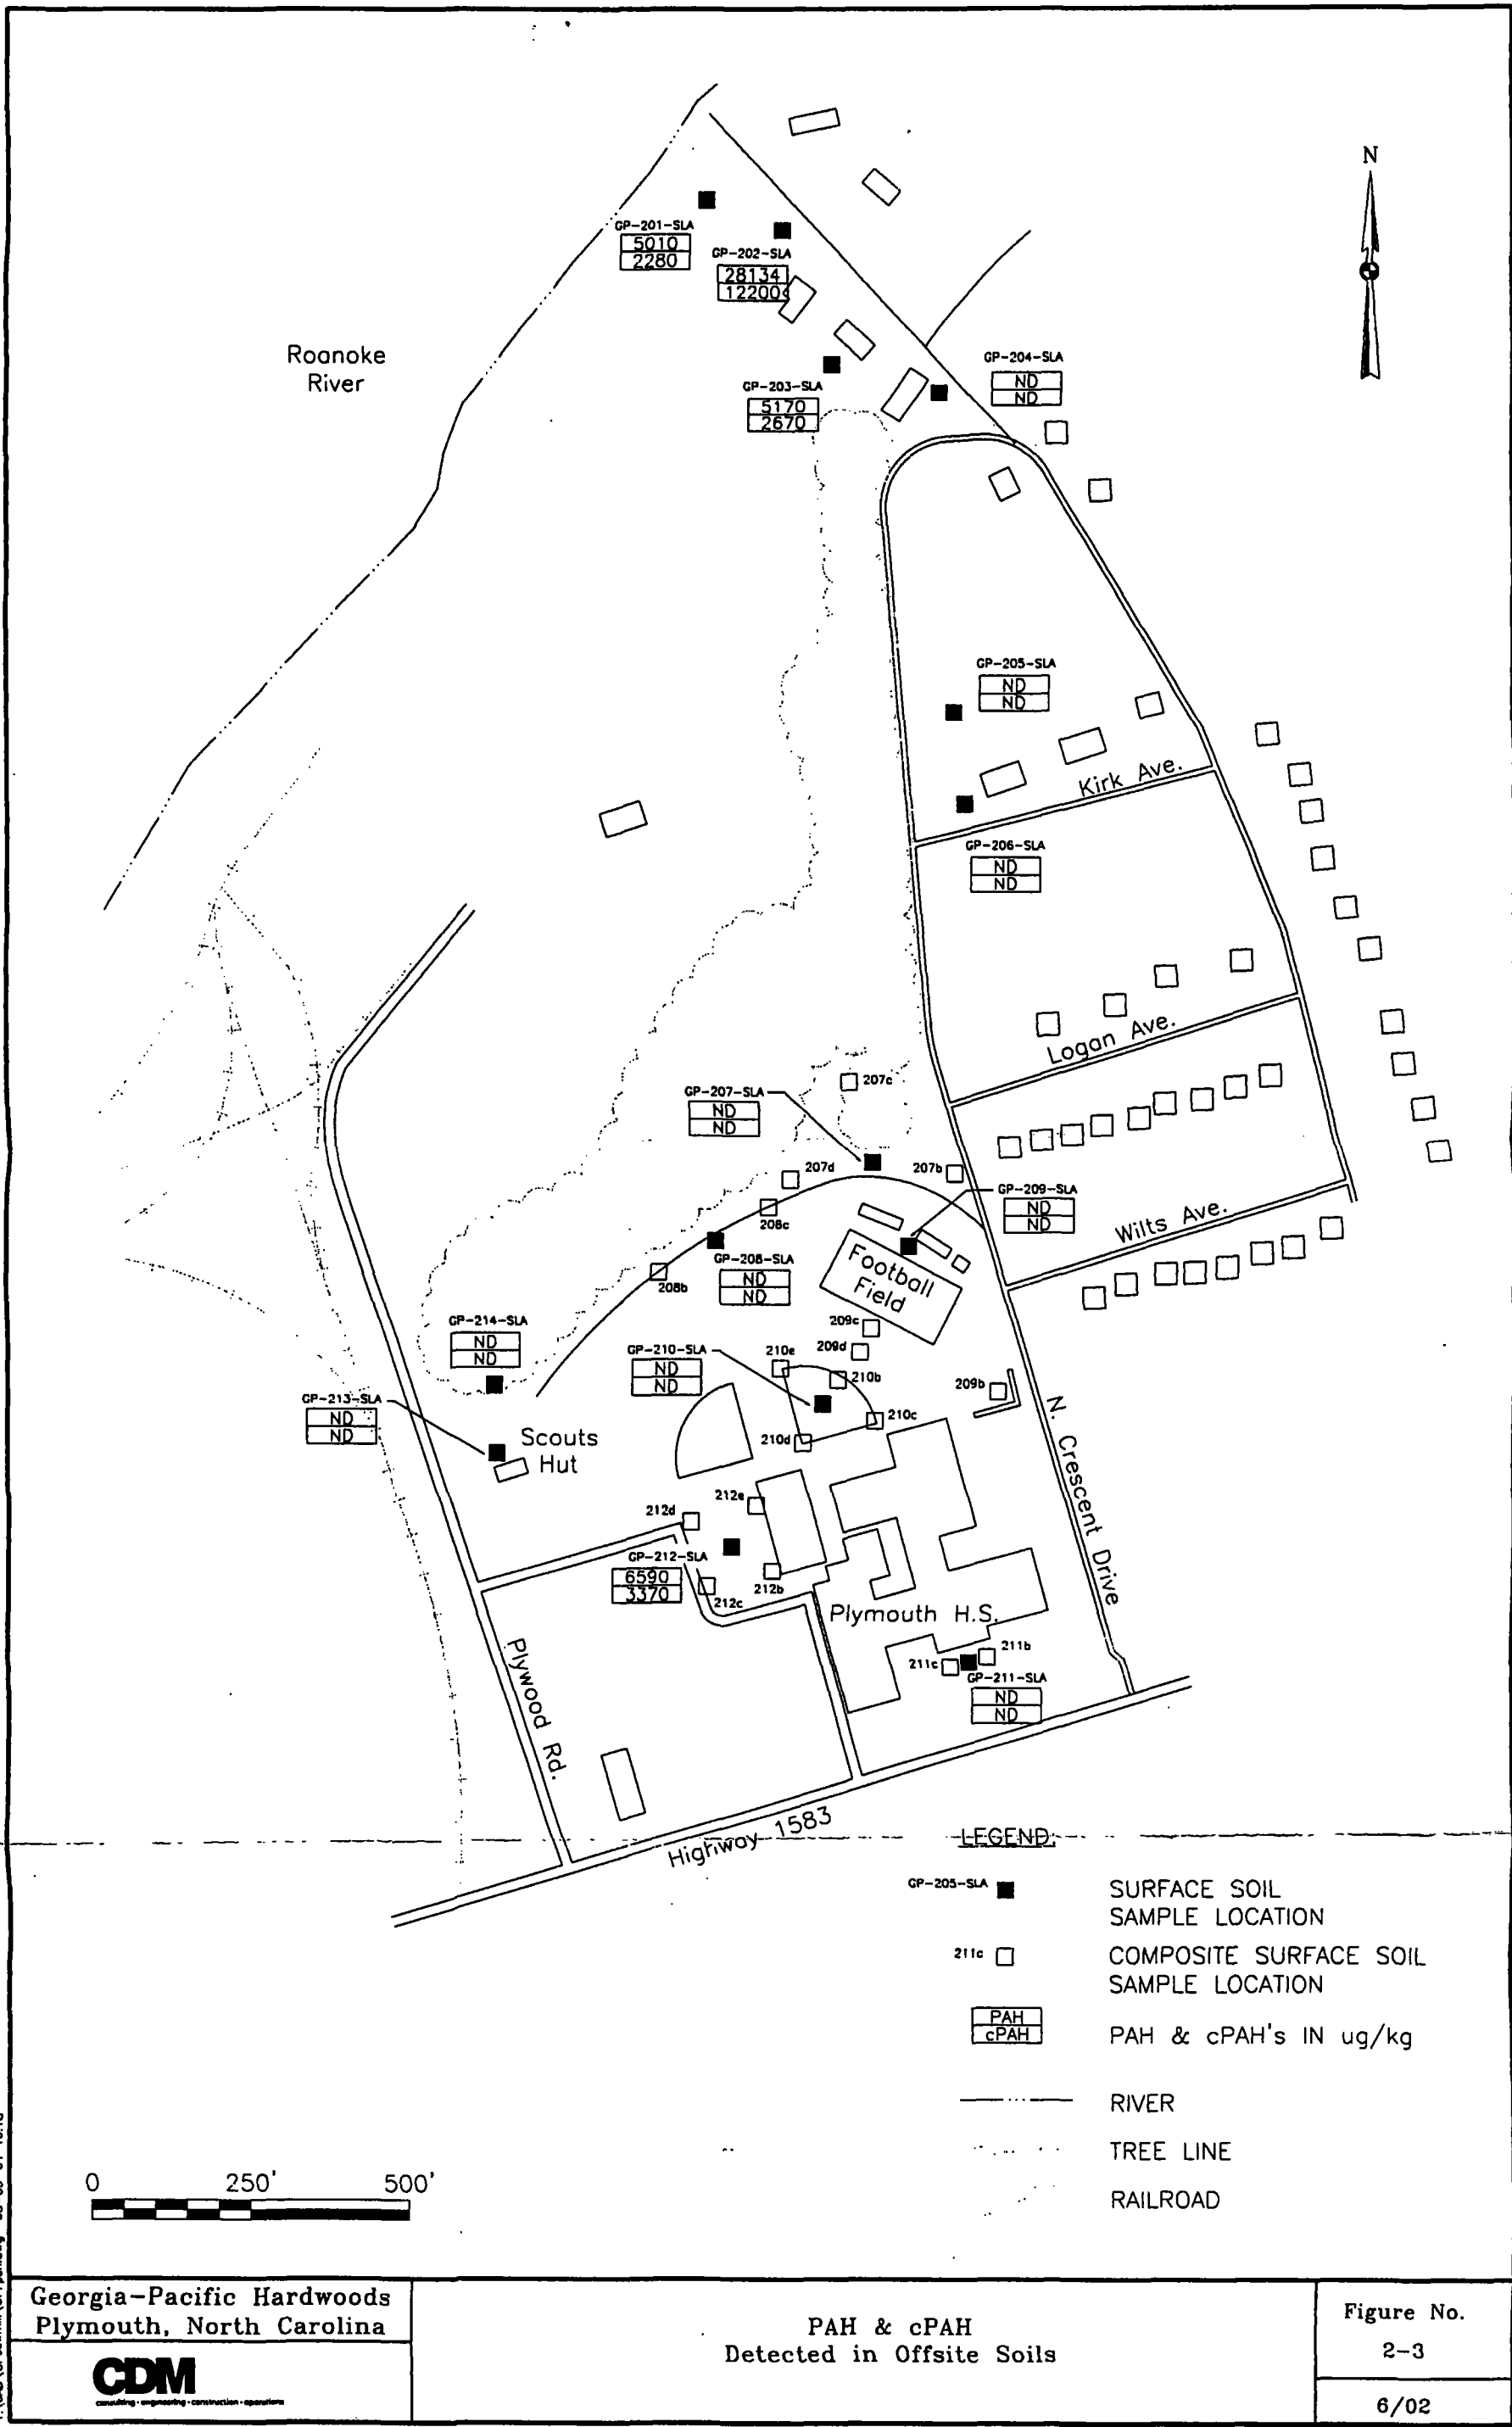 N
GP-201-SLA
5010
2280
GP-202-SLA
28134
12200
Roanoke
River
GP-203-SLA
5170
2670
GP-204-SLA
ND
ND
GP-205-SLA
ND
ND
Kirk Ave.
GP-206-SLA
ND
ND
Logan Ave.
207c
GP-207-SLA
ND
ND
207d
207b
GP-209-SLA
ND
ND
Wilts Ave.
208c
GP-208-SLA
ND
ND
208b
Football
Field
GP-214-SLA
ND
ND
209c
209d
GP-210-SLA
ND
ND
210e
210b
209b
GP-213-SLA
ND
ND
210c
210d
Scouts
Hut
N. Crescent Drive
212e
212d
GP-212-SLA
6590
3370
212b
212c
Plymouth H.S.
211b
211c
GP-211-SLA
ND
ND
Plywood Rd.
Highway 1583
LEGEND:
GP-205-SLA
SURFACE SOIL
SAMPLE LOCATION
211c
COMPOSITE SURFACE SOIL
SAMPLE LOCATION
PAH
cPAH
PAH & cPAH's IN ug/kg
RIVER
TREE LINE
RAILROAD
0 250' 500'
Georgia-Pacific Hardwoods
Plymouth, North Carolina
CDM
consulting · engineering · construction · operations
PAH & cPAH
Detected in Offsite Soils
Figure No.
2-3
6/02